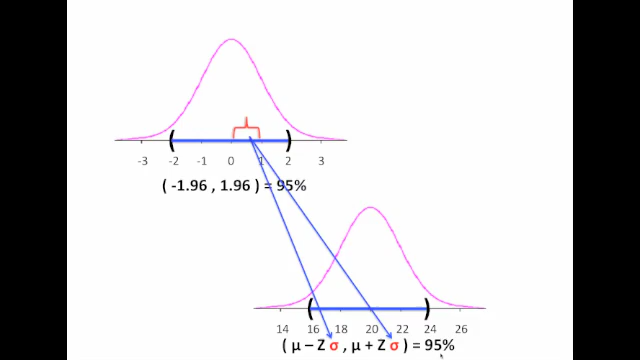 -3 -2 -1 0 1 2 3
( -1.96 , 1.96 ) = 95%
14 16 18 20 22 24 26
( μ – Z σ , μ + Z σ ) = 95%